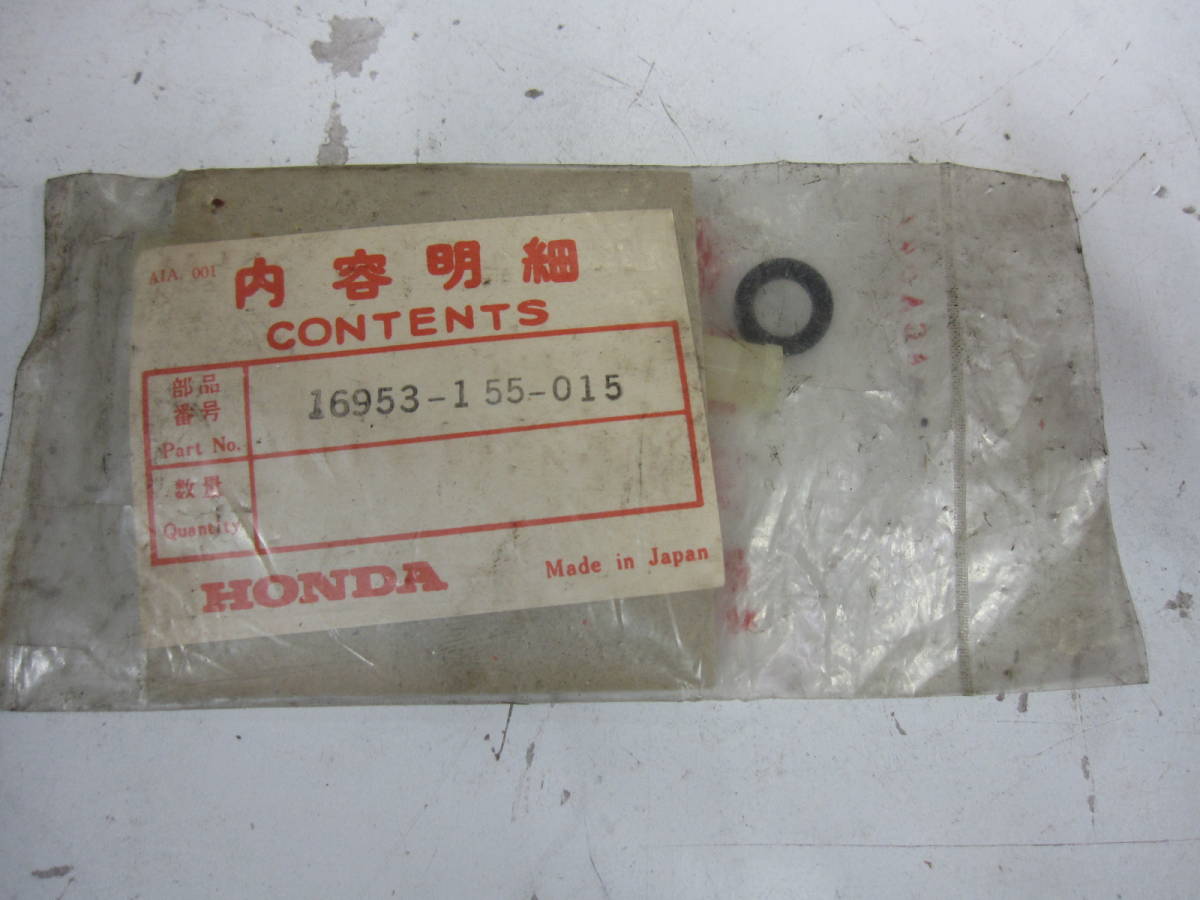 A1A. 001
内容明細
CONTENTS
部品
番号
Part No.
16953-155-015
数量
Quantity
HONDA
Made in Japan